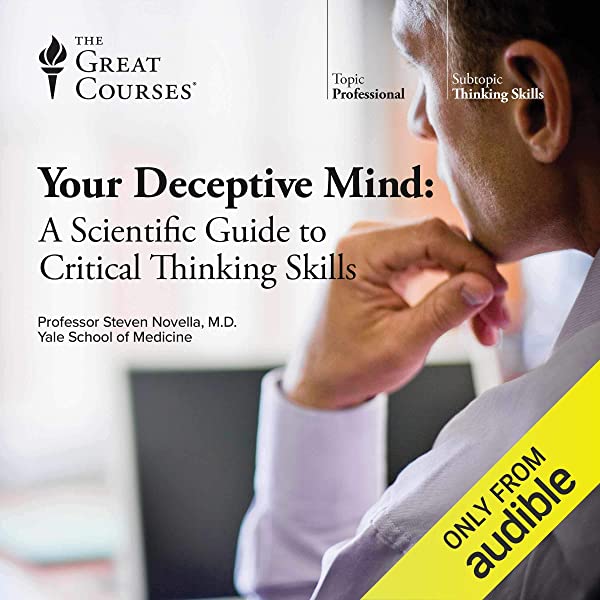 THE
GREAT
COURSES®
Topic
Professional
Subtopic
Thinking Skills
Your Deceptive Mind:
A Scientific Guide to
Critical Thinking Skills
Professor Steven Novella, M.D.
Yale School of Medicine
ONLY FROM
audible